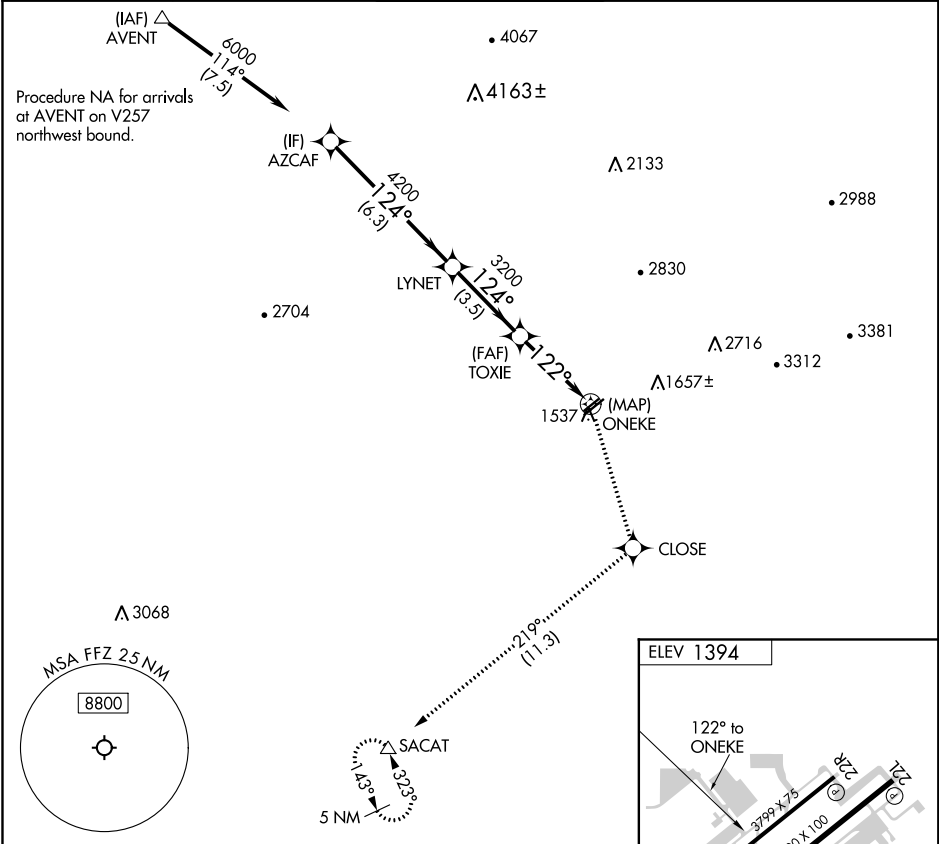 (IAF)
AVENT
6000
114°
(7.5)
Procedure NA for arrivals
at AVENT on V257
northwest bound.
4067
4163±
(IF)
AZCAF
2133
4200
124°
(6.3)
2988
LYNET
3200
124°
(3.5)
2830
2704
(FAF)
TOXIE
122°
2716
3381
3312
1657±
1537
(MAP)
ONEKE
CLOSE
3068
219°
(11.3)
MSA FFZ 25 NM
8800
SACAT
143°
323°
5 NM
ELEV 1394
122° to
ONEKE
22R
22L
P
P
3799 X 75
X 100